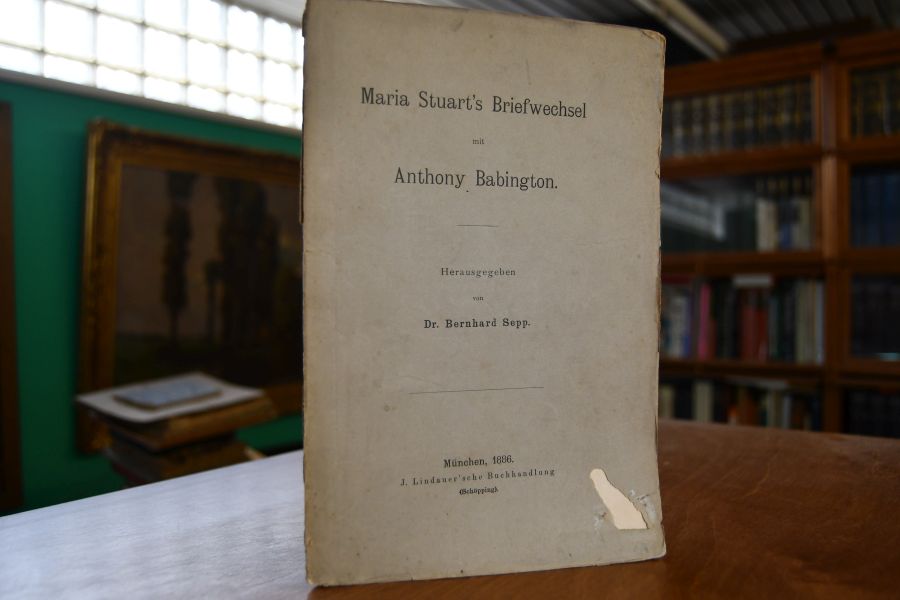 Maria Stuart's Briefwechsel
mit
Anthony Babington.
Herausgegeben
von
Dr. Bernhard Sepp.
München, 1886.
J. Lindauer'sche Buchhandlung
(Schöpping).